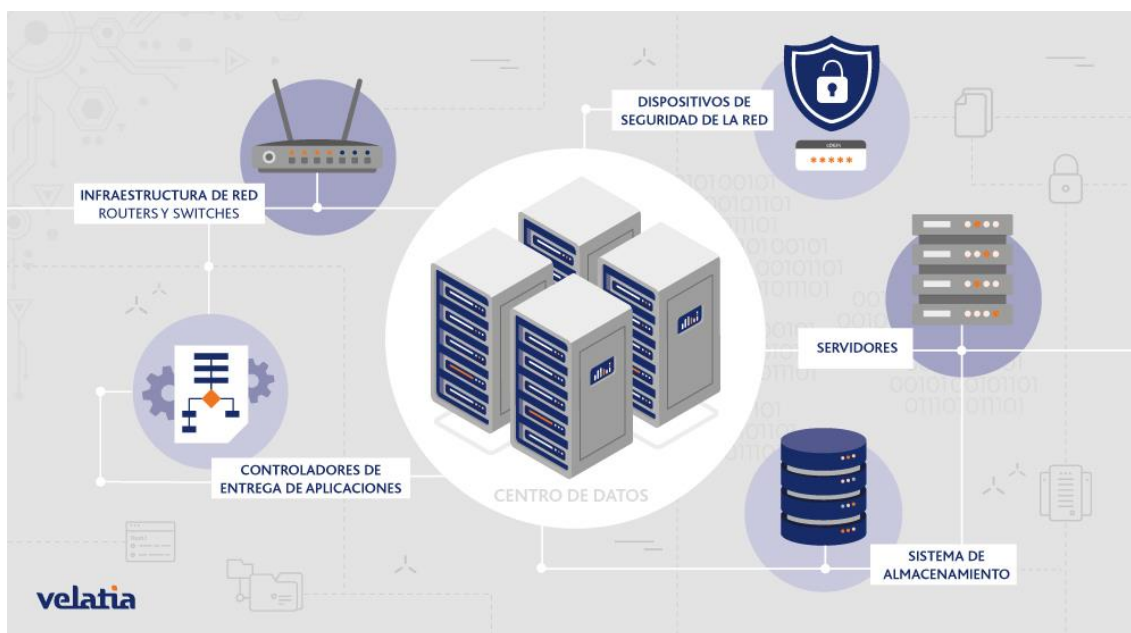 DISPOSITIVOS DE
SEGURIDAD DE LA RED
LOGIN
*****
INFRAESTRUCTURA DE RED
ROUTERS Y SWITCHES
SERVIDORES
CONTROLADORES DE
ENTREGA DE APLICACIONES
CENTRO DE DATOS
SISTEMA DE
ALMACENAMIENTO
velatia